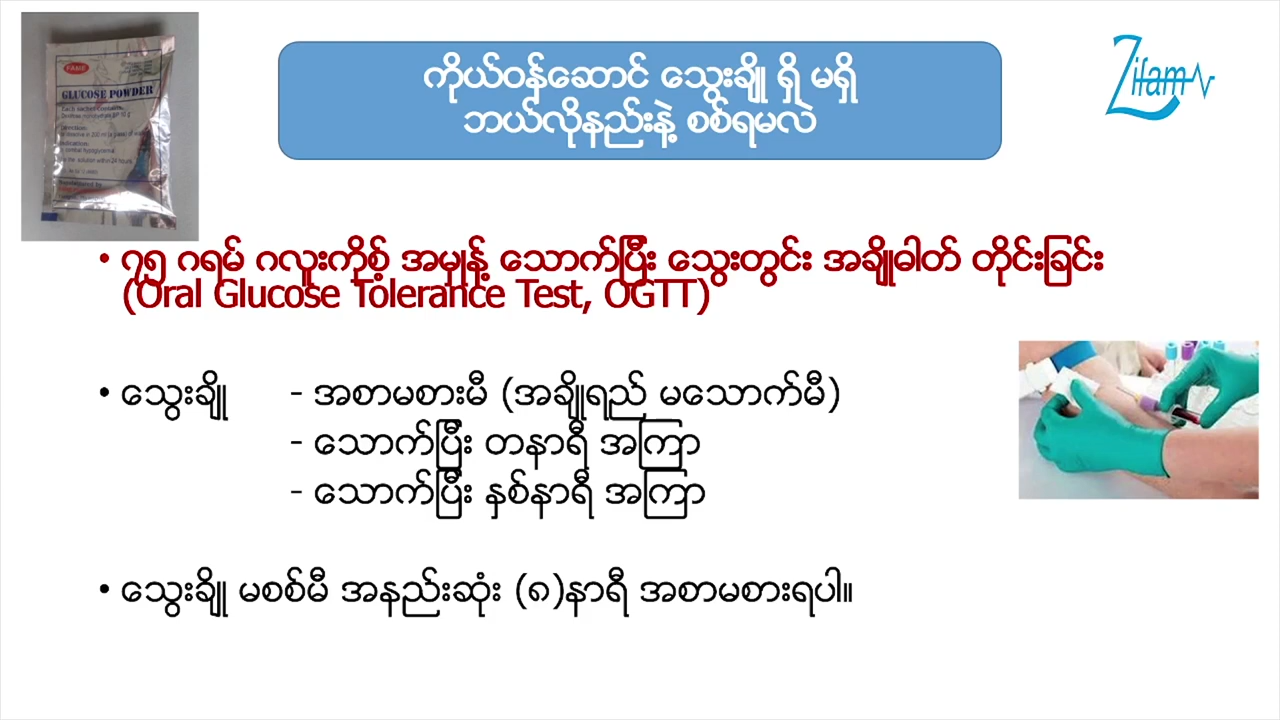 FAME
GLUCOSE POWDER
Each sachet contains:
ကိုယ်ဝန်ဆောင် သွေးချို ရှိ မရှိ
ဘယ်လိုနည်းနဲ့ စစ်ရမလဲ
Zifam
• ၇၅ ဂရမ် ဂလူးကို့စ် အမှုန့် သောက်ပြီး သွေးတွင်း အချိုဓါတ် တိုင်းခြင်း
(Oral Glucose Tolerance Test, OGTT)
• သွေးချို - အစာမစားမီ (အချိုရည် မသောက်မီ)
- သောက်ပြီး တနာရီ အကြာ
- သောက်ပြီး နှစ်နာရီ အကြာ
• သွေးချို မစစ်မီ အနည်းဆုံး (၈)နာရီ အစာမစားရပါ။